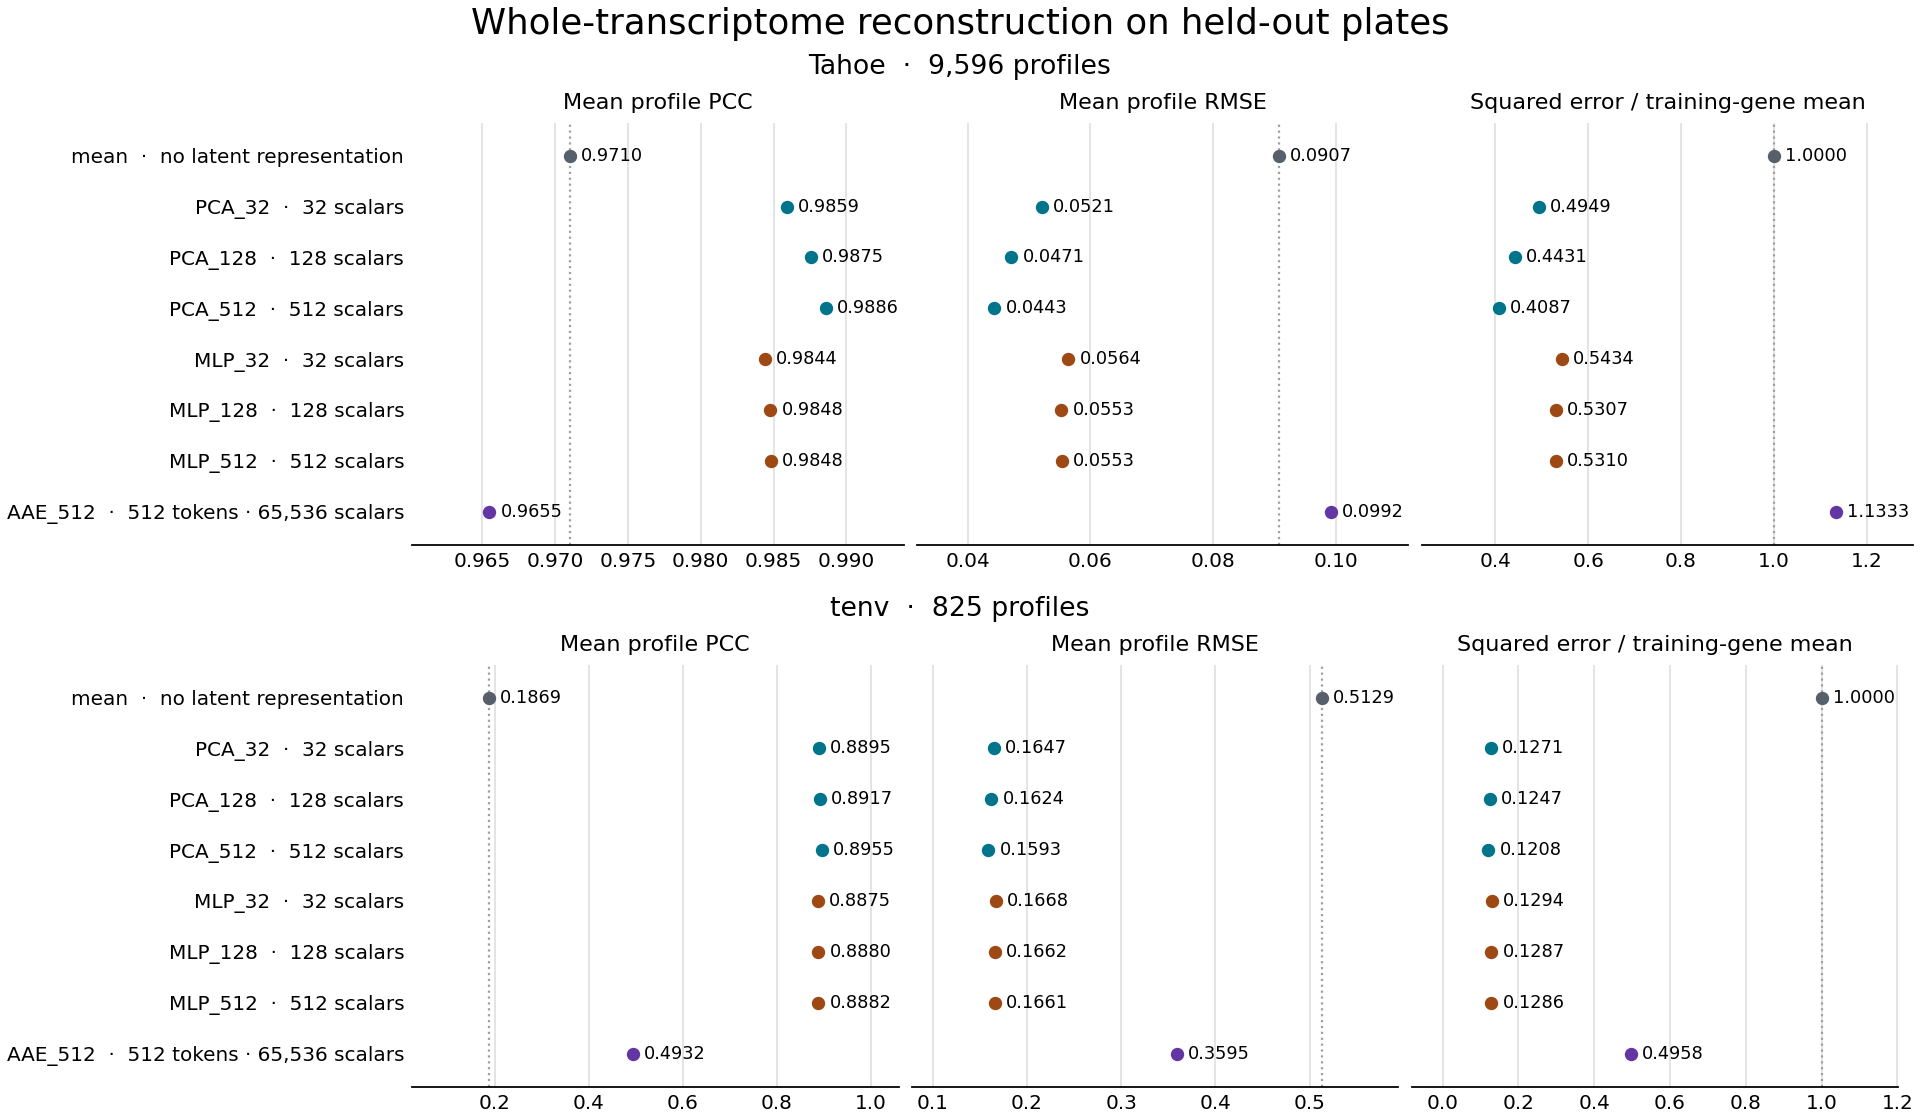 Whole-transcriptome reconstruction on held-out plates
Tahoe · 9,596 profiles
Mean profile PCC Mean profile RMSE Squared error / training-gene mean
mean · no latent representation 0.9710 0.0907 1.0000
PCA_32 · 32 scalars 0.9859 0.0521 0.4949
PCA_128 · 128 scalars 0.9875 0.0471 0.4431
PCA_512 · 512 scalars 0.9886 0.0443 0.4087
MLP_32 · 32 scalars 0.9844 0.0564 0.5434
MLP_128 · 128 scalars 0.9848 0.0553 0.5307
MLP_512 · 512 scalars 0.9848 0.0553 0.5310
AAE_512 · 512 tokens · 65,536 scalars 0.9655 0.0992 1.1333
0.965 0.970 0.975 0.980 0.985 0.990 0.04 0.06 0.08 0.10 0.4 0.6 0.8 1.0 1.2
tenv · 825 profiles
Mean profile PCC Mean profile RMSE Squared error / training-gene mean
mean · no latent representation 0.1869 0.5129 1.0000
PCA_32 · 32 scalars 0.8895 0.1647 0.1271
PCA_128 · 128 scalars 0.8917 0.1624 0.1247
PCA_512 · 512 scalars 0.8955 0.1593 0.1208
MLP_32 · 32 scalars 0.8875 0.1668 0.1294
MLP_128 · 128 scalars 0.8880 0.1662 0.1287
MLP_512 · 512 scalars 0.8882 0.1661 0.1286
AAE_512 · 512 tokens · 65,536 scalars 0.4932 0.3595 0.4958
0.2 0.4 0.6 0.8 1.0 0.1 0.2 0.3 0.4 0.5 0.0 0.2 0.4 0.6 0.8 1.0 1.2